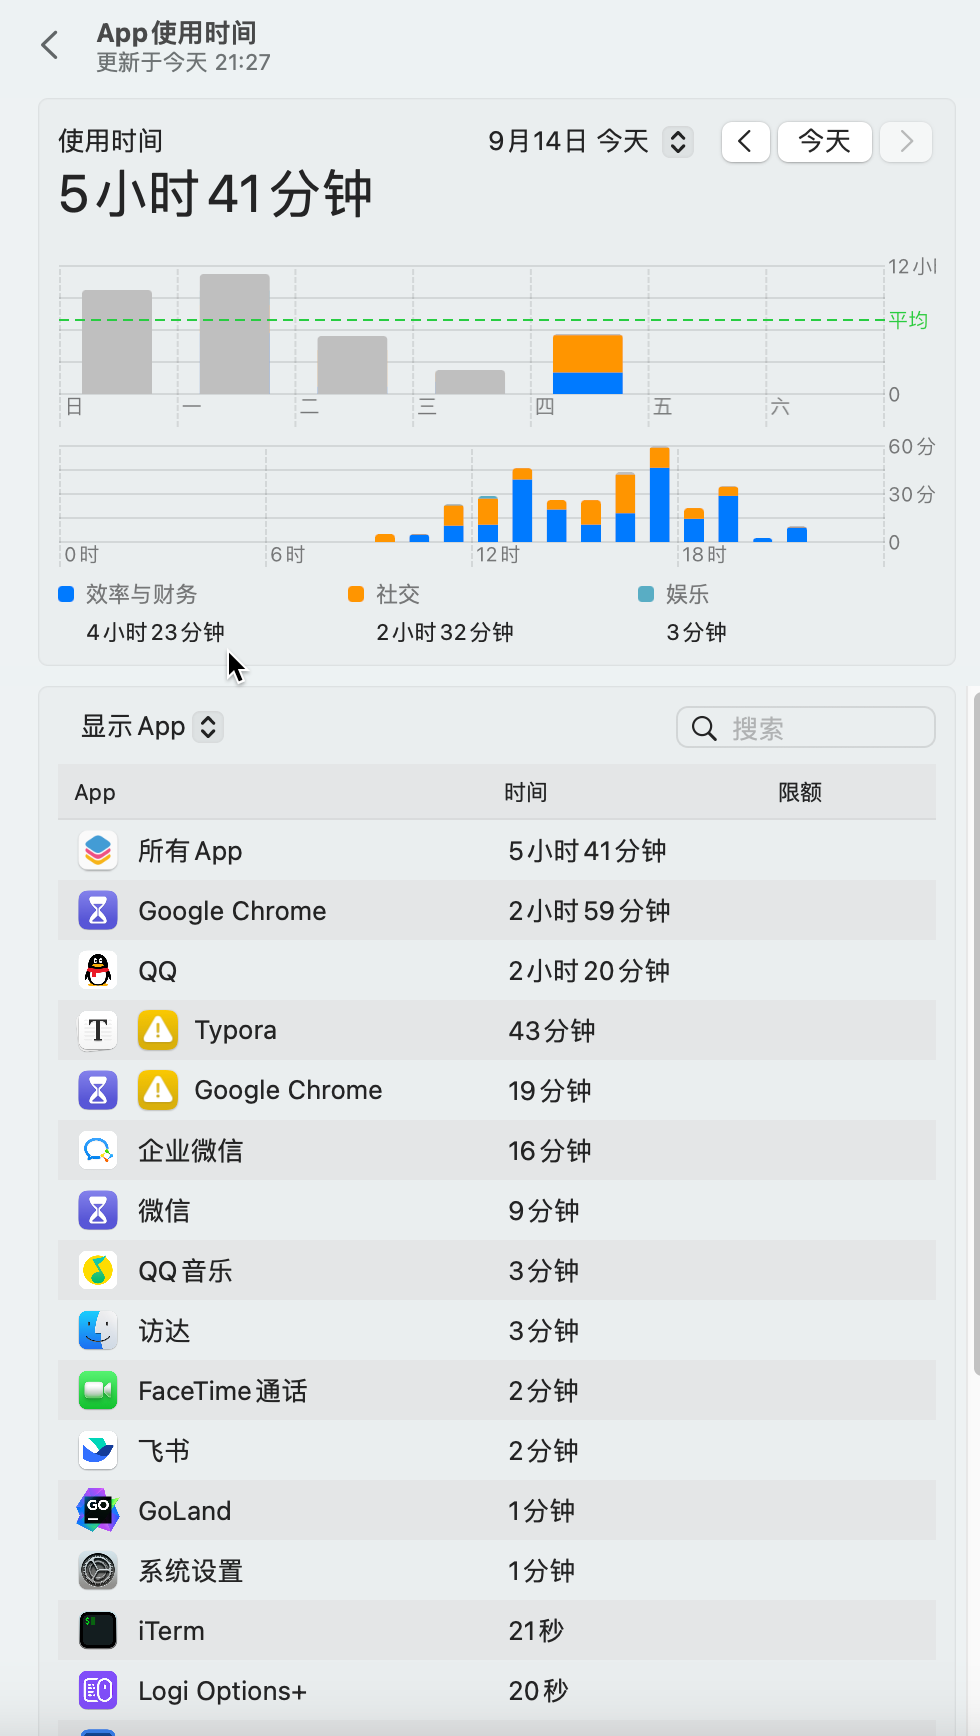 App使用时间
更新于今天 21:27
使用时间
9月14日 今天
今天
5小时41分钟
12小
平均
0
日 一 二 三 四 五 六
60分
30分
0
0时 6时 12时 18时
效率与财务 社交 娱乐
4小时23分钟 2小时32分钟 3分钟
显示App
搜索
App 时间 限额
所有App 5小时41分钟
Google Chrome 2小时59分钟
QQ 2小时20分钟
T Typora 43分钟
Google Chrome 19分钟
企业微信 16分钟
微信 9分钟
QQ音乐 3分钟
访达 3分钟
FaceTime通话 2分钟
飞书 2分钟
GO GoLand 1分钟
系统设置 1分钟
$ iTerm 21秒
Logi Options+ 20秒